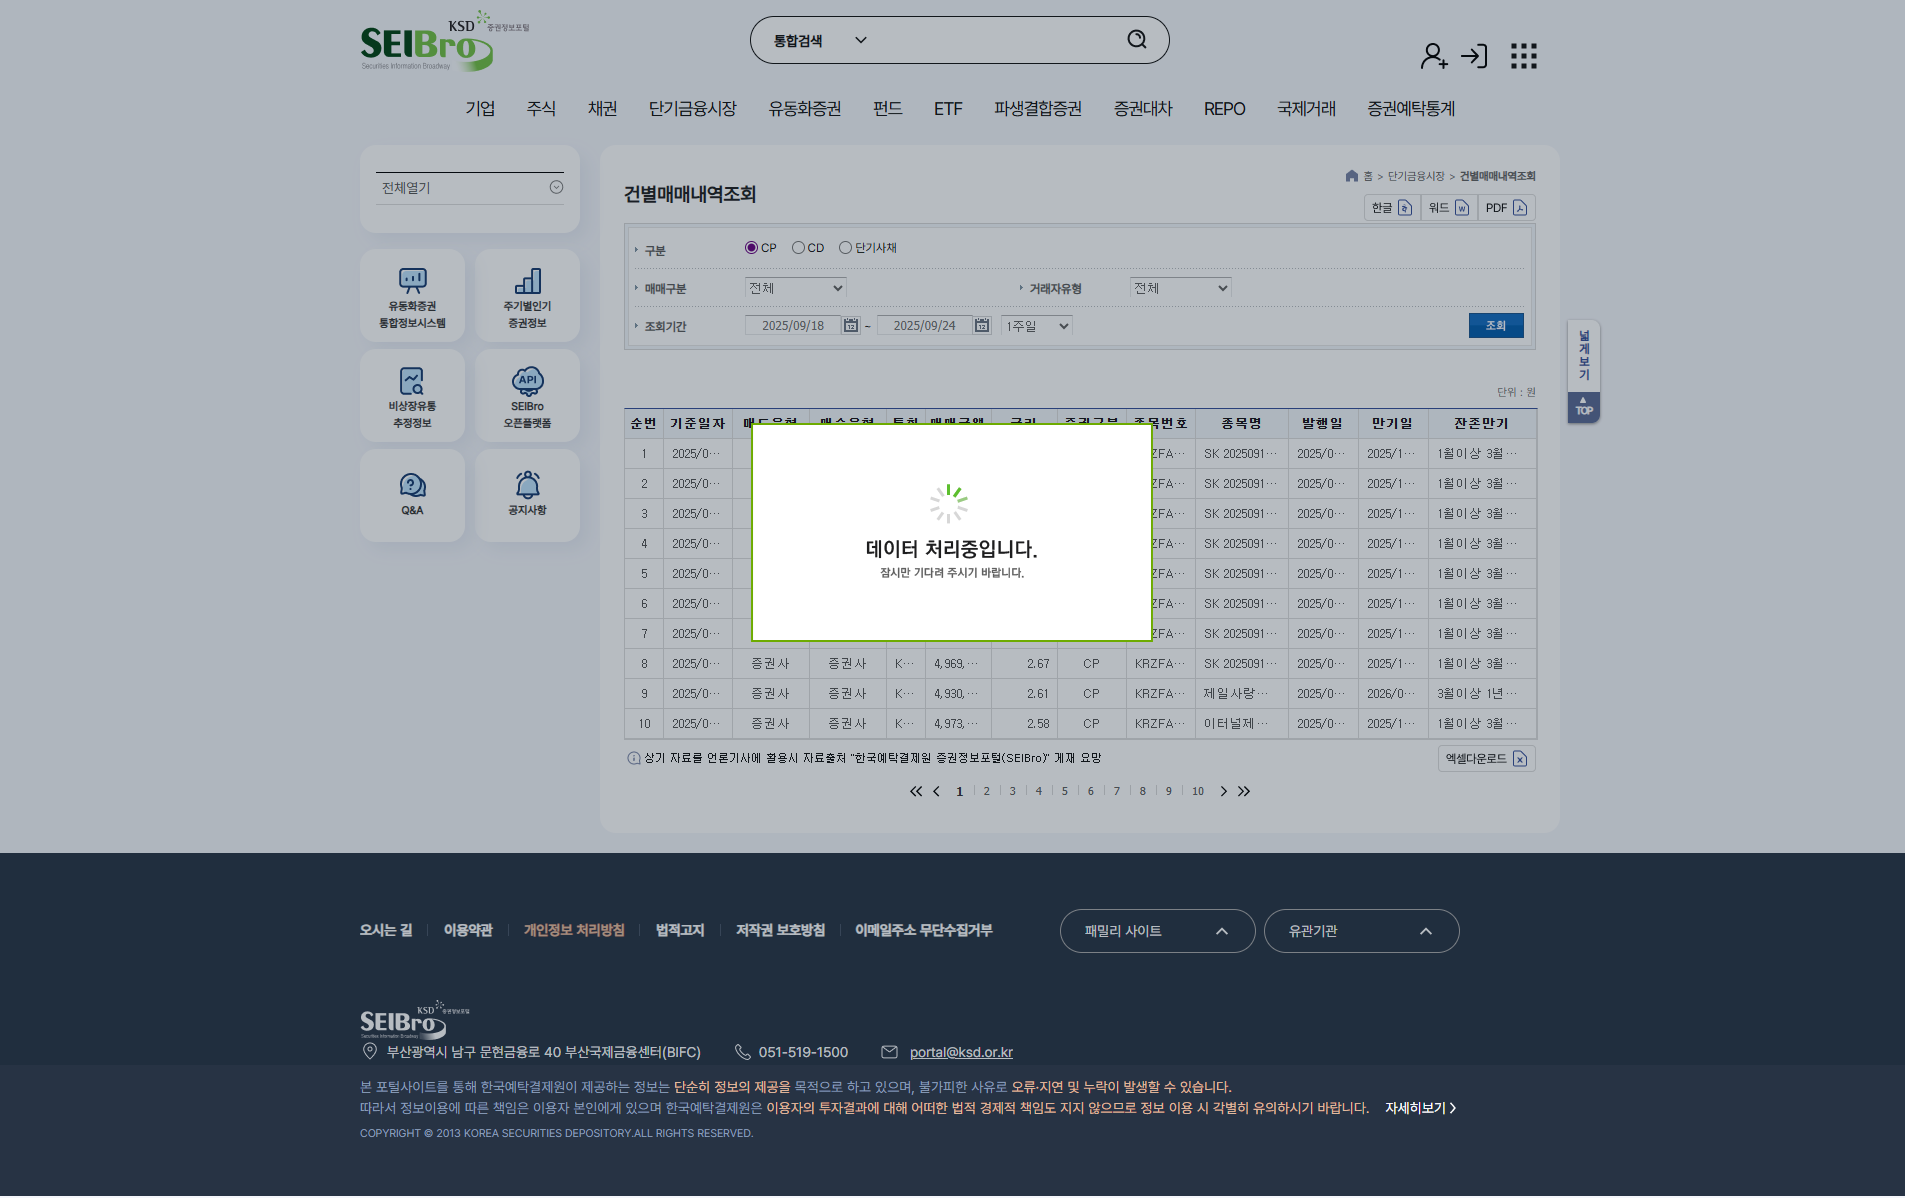 KSD 증권정보포털
SEIBro
Securities Information Broadway
통합검색
기업 주식 채권 단기금융시장 유동화증권 펀드 ETF 파생결합증권 증권대차 REPO 국제거래 증권예탁통계
전체열기
유동화증권
통합정보시스템
주기별인기
증권정보
비상장유통
추정정보
API
SEIBro
오픈플랫폼
Q&A
공지사항
홈 > 단기금융시장 > 건별매매내역조회
건별매매내역조회
한글 워드 PDF
구분 CP CD 단기사채
매매구분 전체 거래자유형 전체
조회기간 2025/09/18 ~ 2025/09/24 1주일 조회
넓게보기
TOP
단위 : 원
순번 기준일자 종목명 발행일 만기일 잔존만기
1 2025/0··· ZFA··· SK 2025091··· 2025/0··· 2025/1··· 1월이상 3월···
2 2025/0··· ZFA··· SK 2025091··· 2025/0··· 2025/1··· 1월이상 3월···
3 2025/0··· ZFA··· SK 2025091··· 2025/0··· 2025/1··· 1월이상 3월···
4 2025/0··· ZFA··· SK 2025091··· 2025/0··· 2025/1··· 1월이상 3월···
5 2025/0··· ZFA··· SK 2025091··· 2025/0··· 2025/1··· 1월이상 3월···
6 2025/0··· ZFA··· SK 2025091··· 2025/0··· 2025/1··· 1월이상 3월···
7 2025/0··· ZFA··· SK 2025091··· 2025/0··· 2025/1··· 1월이상 3월···
8 2025/0··· 증권사 증권사 K··· 4,969,··· 2.67 CP KRZFA··· SK 2025091··· 2025/0··· 2025/1··· 1월이상 3월···
9 2025/0··· 증권사 증권사 K··· 4,930,··· 2.61 CP KRZFA··· 제일사랑··· 2025/0··· 2026/0··· 3월이상 1년···
10 2025/0··· 증권사 증권사 K··· 4,973,··· 2.58 CP KRZFA··· 이터널제··· 2025/0··· 2025/1··· 1월이상 3월···
데이터 처리중입니다.
잠시만 기다려 주시기 바랍니다.
상기 자료를 언론기사에 활용시 자료출처 "한국예탁결제원 증권정보포털(SEIBro)" 게재 요망
엑셀다운로드
1 2 3 4 5 6 7 8 9 10
오시는 길 이용약관 개인정보 처리방침 법적고지 저작권 보호방침 이메일주소 무단수집거부
패밀리 사이트 유관기관
KSD 증권정보포털
SEIBro
Securities Information Broadway
부산광역시 남구 문현금융로 40 부산국제금융센터(BIFC) 051-519-1500 portal@ksd.or.kr
본 포털사이트를 통해 한국예탁결제원이 제공하는 정보는 단순히 정보의 제공을 목적으로 하고 있으며, 불가피한 사유로 오류·지연 및 누락이 발생할 수 있습니다.
따라서 정보이용에 따른 책임은 이용자 본인에게 있으며 한국예탁결제원은 이용자의 투자결과에 대해 어떠한 법적 경제적 책임도 지지 않으므로 정보 이용 시 각별히 유의하시기 바랍니다. 자세히보기 >
COPYRIGHT © 2013 KOREA SECURITIES DEPOSITORY.ALL RIGHTS RESERVED.